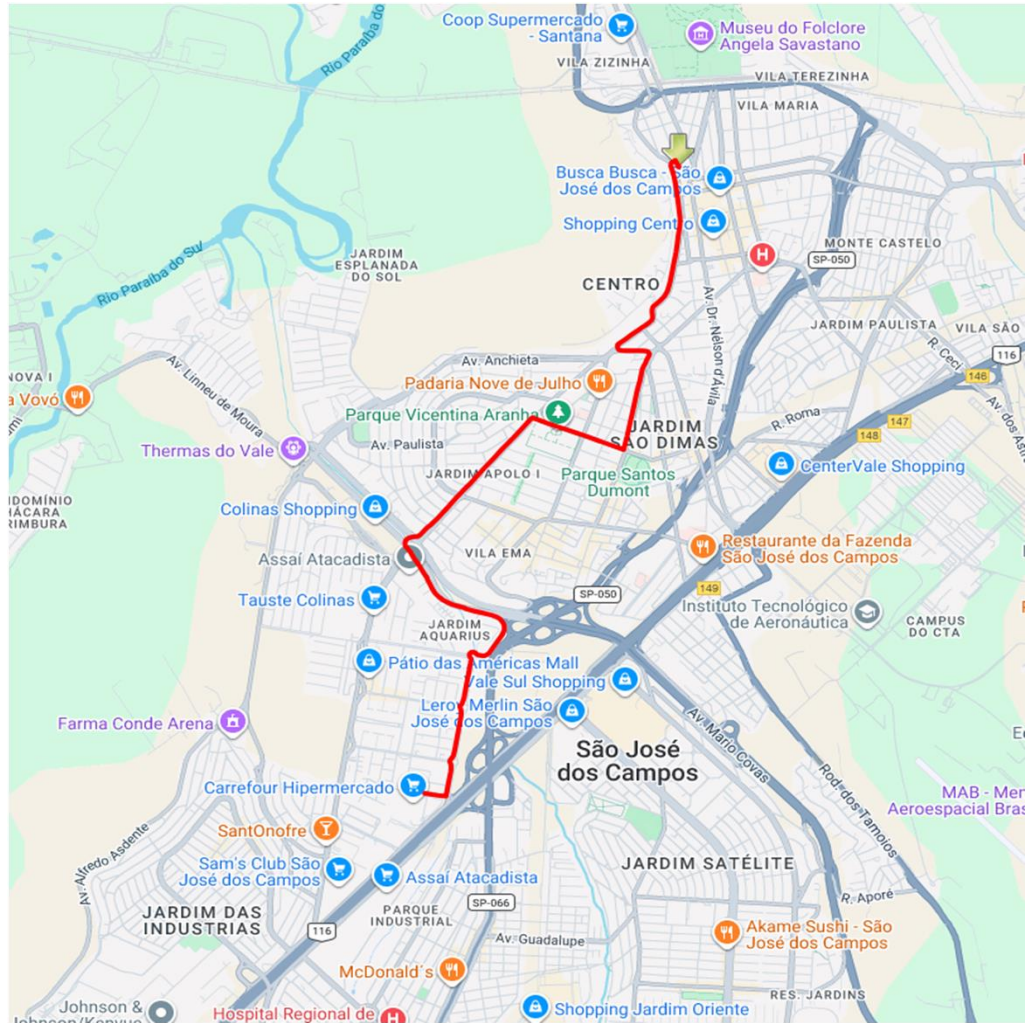 Coop Supermercado
- Santana
Museu do Folclore
Angela Savastano
Rio Paraíba do
VILA ZIZINHA
VILA TEREZINHA
VILA MARIA
Busca Busca - São
José dos Campos
Shopping Centro
H
MONTE CASTELO
SP-050
JARDIM
ESPLANADA
DO SOL
Rio Paraíba do Sul
CENTRO
Av. Dr. Nélson d'Ávila
JARDIM PAULISTA
VILA SÃO
R. Ceci
116
146
NOVA I
Av. Linneu de Moura
Av. Anchieta
a Vovó
Padaria Nove de Julho
Parque Vicentina Aranha
R. Roma
147
148
Av. dos Astr
Av. Paulista
JARDIM
SÃO DIMAS
Thermas do Vale
JARDIM APOLO I
Parque Santos
Dumont
CenterVale Shopping
NDOMÍNIO
HÁCARA
RIMBURA
Colinas Shopping
Assaí Atacadista
VILA EMA
Restaurante da Fazenda
São José dos Campos
149
SP-050
Tauste Colinas
Instituto Tecnológico
de Aeronáutica
CAMPUS
DO CTA
JARDIM
AQUARIUS
Pátio das Américas Mall
Vale Sul Shopping
Leroy Merlin São
José dos Campos
Farma Conde Arena
Av. Mario Covas
São José
dos Campos
Rod. dos Tamoios
Carrefour Hipermercado
MAB - Mem
Aeroespacial Bras
SantOnofre
Av. Alfredo Asdente
Sam's Club São
José dos Campos
Assaí Atacadista
JARDIM SATÉLITE
R. Aporé
JARDIM DAS
INDUSTRIAS
PARQUE
INDUSTRIAL
SP-066
116
Av. Guadalupe
Akame Sushi - São
José dos Campos
McDonald's
RES. JARDINS
Johnson &
Hospital Regional de
H
Shopping Jardim Oriente